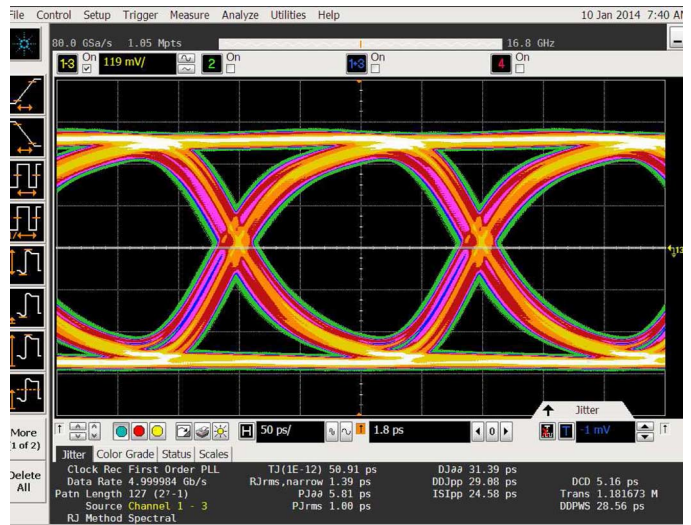 File Control Setup Trigger Measure Analyze Utilities Help 10 Jan 2014 7:40 AM
80.0 GSa/s 1.05 Mpts 16.8 GHz
1-3 On 119 mV/ 2 On 1+3 On 4 On
13
More
(1 of 2)
Delete
All
H 50 ps/ 1.8 ps 0 T -1 mV
Jitter
Jitter Color Grade Status Scales
Clock Rec First Order PLL TJ(1E-12) 50.91 ps DJ∂∂ 31.39 ps
Data Rate 4.999984 Gb/s RJrms,narrow 1.39 ps DDJpp 29.08 ps DCD 5.16 ps
Patn Length 127 (2⁷-1) PJ∂∂ 5.81 ps ISIpp 24.58 ps Trans 1.181673 M
Source Channel 1 - 3 PJrms 1.00 ps DDPWS 28.56 ps
RJ Method Spectral